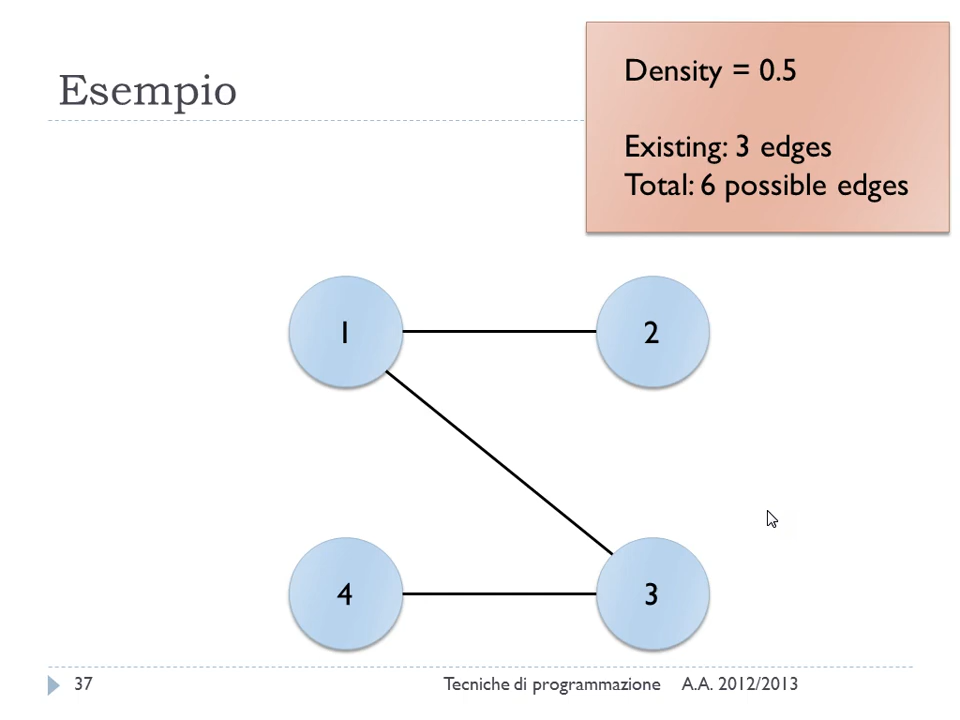 Esempio
Density = 0.5
Existing: 3 edges
Total: 6 possible edges
1
2
4
3
37
Tecniche di programmazione
A.A. 2012/2013